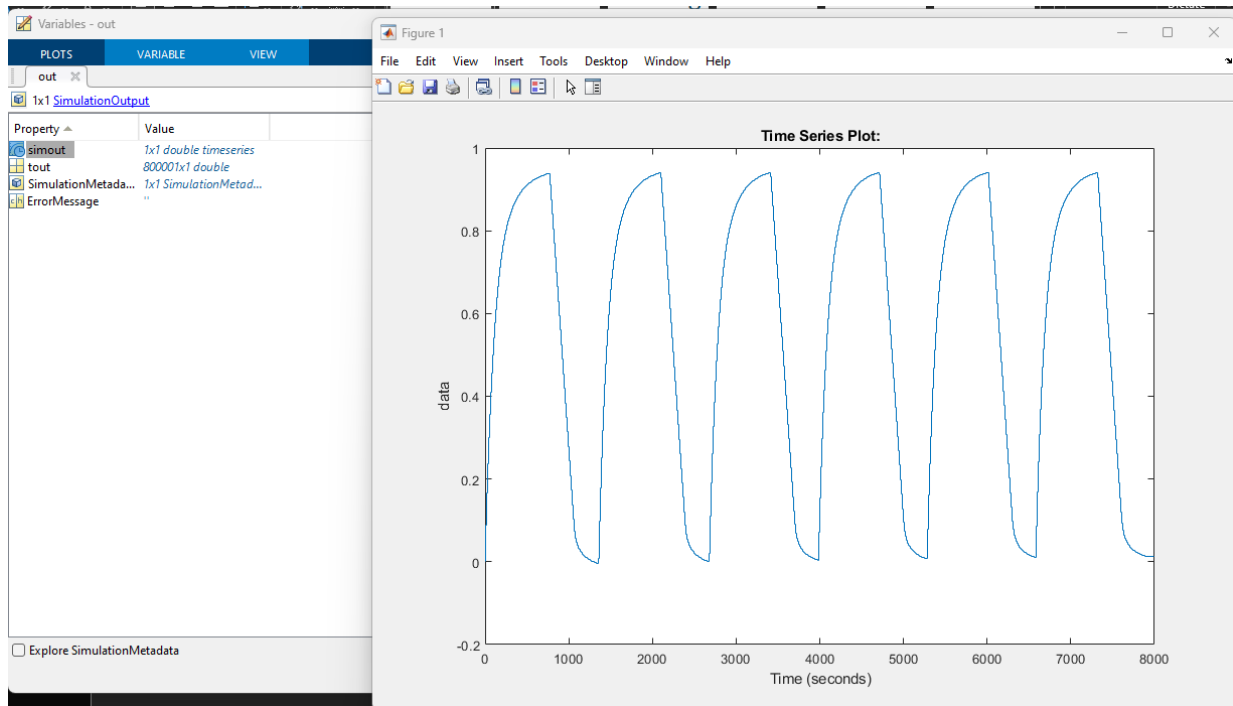 Variables - out
PLOTS VARIABLE VIEW
out
1x1 SimulationOutput
Property Value
simout 1x1 double timeseries
tout 800001x1 double
SimulationMetada... 1x1 SimulationMetad...
ch ErrorMessage ''
Explore SimulationMetadata
Figure 1
File Edit View Insert Tools Desktop Window Help
Time Series Plot:
1
0.8
0.6
0.4
0.2
0
-0.2
data
0 1000 2000 3000 4000 5000 6000 7000 8000
Time (seconds)